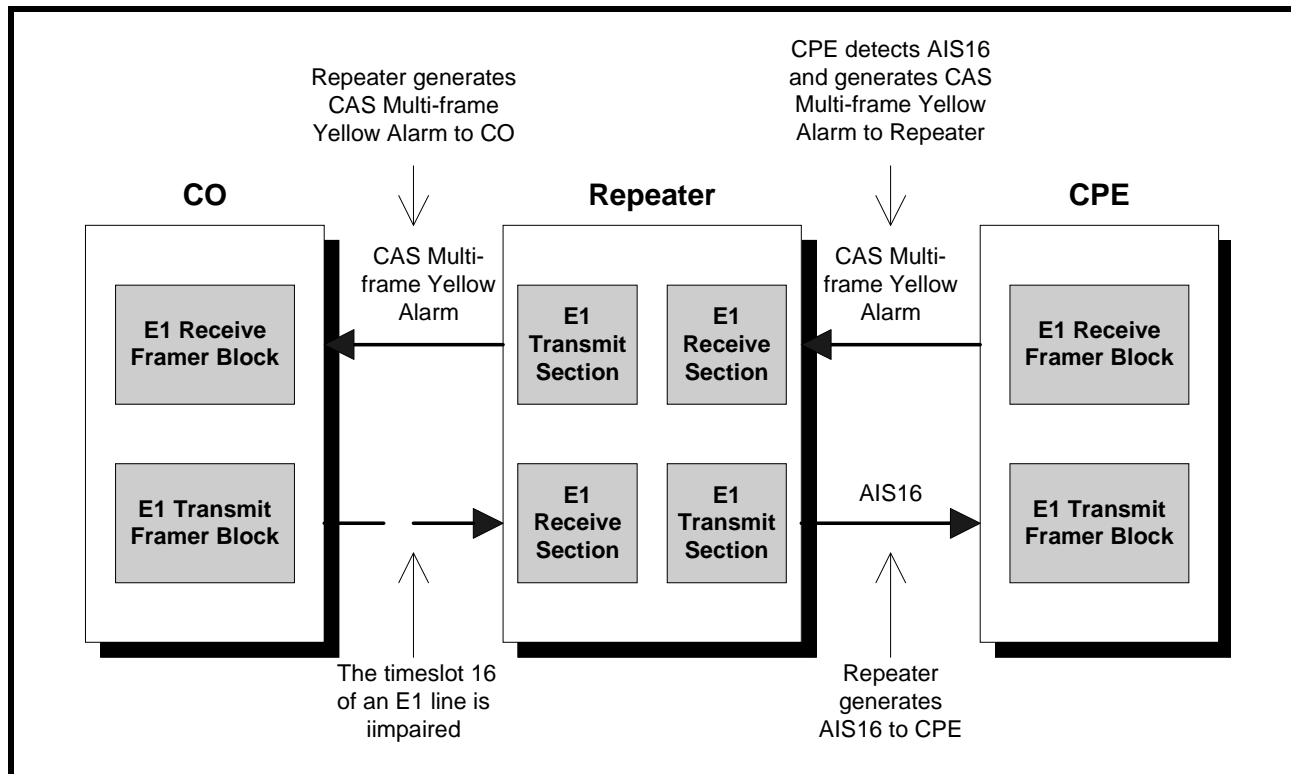 Repeater generates
CAS Multi-frame
Yellow Alarm to CO
CPE detects AIS16
and generates CAS
Multi-frame Yellow
Alarm to Repeater
CO
Repeater
CPE
CAS Multi-
frame Yellow
Alarm
CAS Multi-
frame Yellow
Alarm
E1 Receive
Framer Block
E1
Transmit
Section
E1
Receive
Section
E1 Receive
Framer Block
E1 Transmit
Framer Block
E1
Receive
Section
E1
Transmit
Section
AIS16
E1 Transmit
Framer Block
The timeslot 16
of an E1 line is
iimpaired
Repeater
generates
AIS16 to CPE